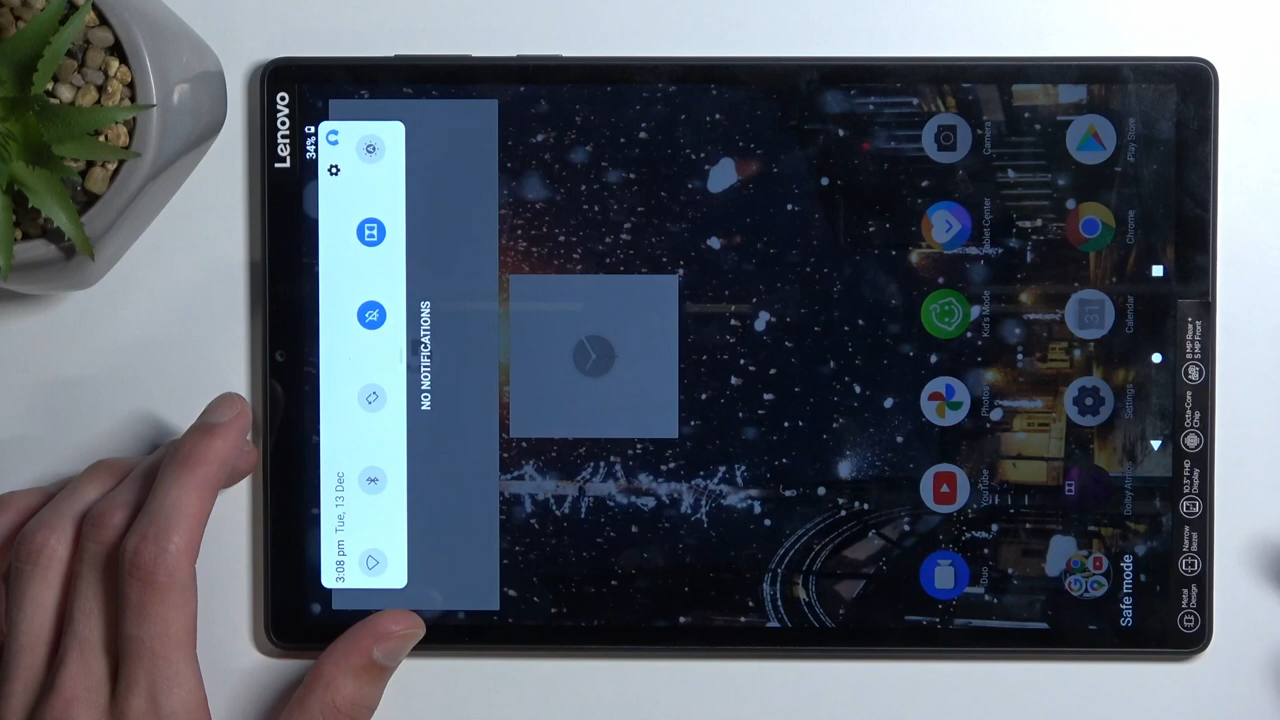 Lenovo
34%
3:08 pm Tue, 13 Dec
NO NOTIFICATIONS
Duo
YouTube
Photos
Kid's Mode
Tablet Center
Camera
Dolby Atmos
Settings
31
Calendar
Chrome
Play Store
Safe mode
Metal
Design
Narrow
Bezel
10.3" FHD
Display
Octa-Core
Chip
8 MP Rear +
5 MP Front